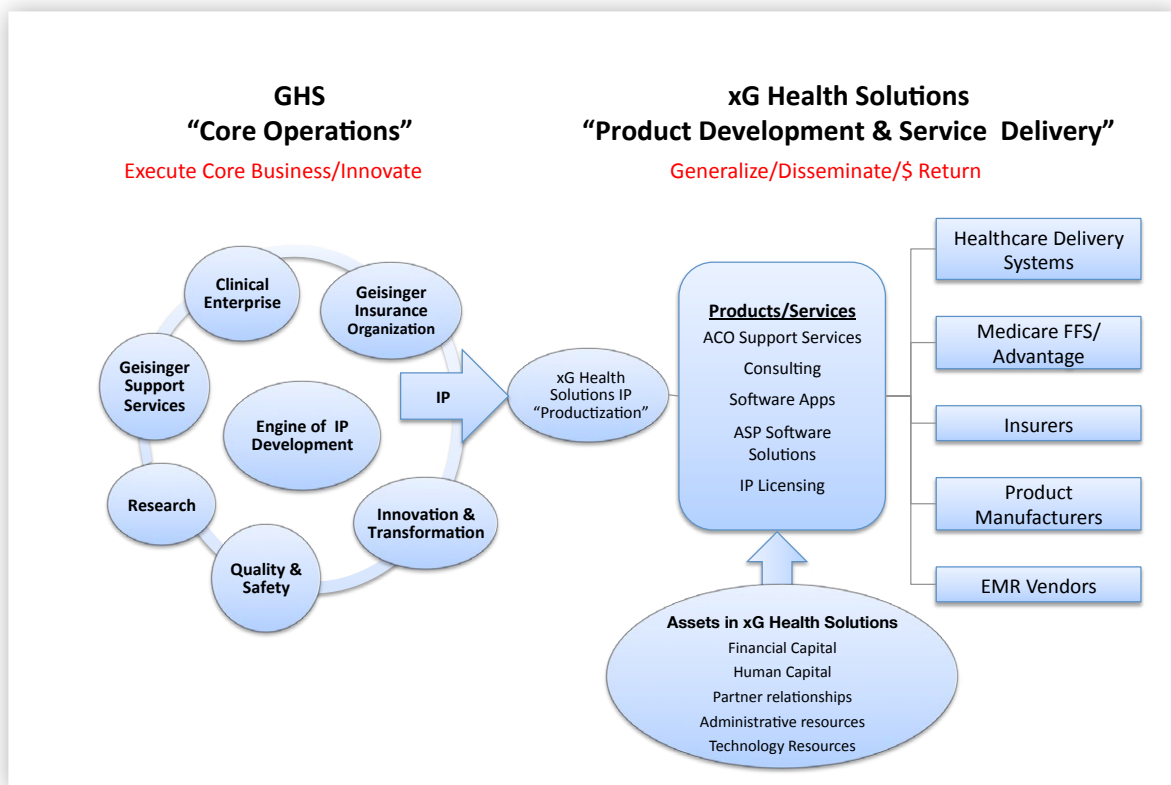 GHS
“Core Operations”
Execute Core Business/Innovate
xG Health Solutions
“Product Development & Service Delivery”
Generalize/Disseminate/$ Return
Clinical
Enterprise
Geisinger
Insurance
Organization
Geisinger
Support
Services
Engine of IP
Development
Research
Innovation &
Transformation
Quality &
Safety
IP
xG Health
Solutions IP
“Productization”
Products/Services
ACO Support Services
Consulting
Software Apps
ASP Software
Solutions
IP Licensing
Assets in xG Health Solutions
Financial Capital
Human Capital
Partner relationships
Administrative resources
Technology Resources
Healthcare Delivery
Systems
Medicare FFS/
Advantage
Insurers
Product
Manufacturers
EMR Vendors